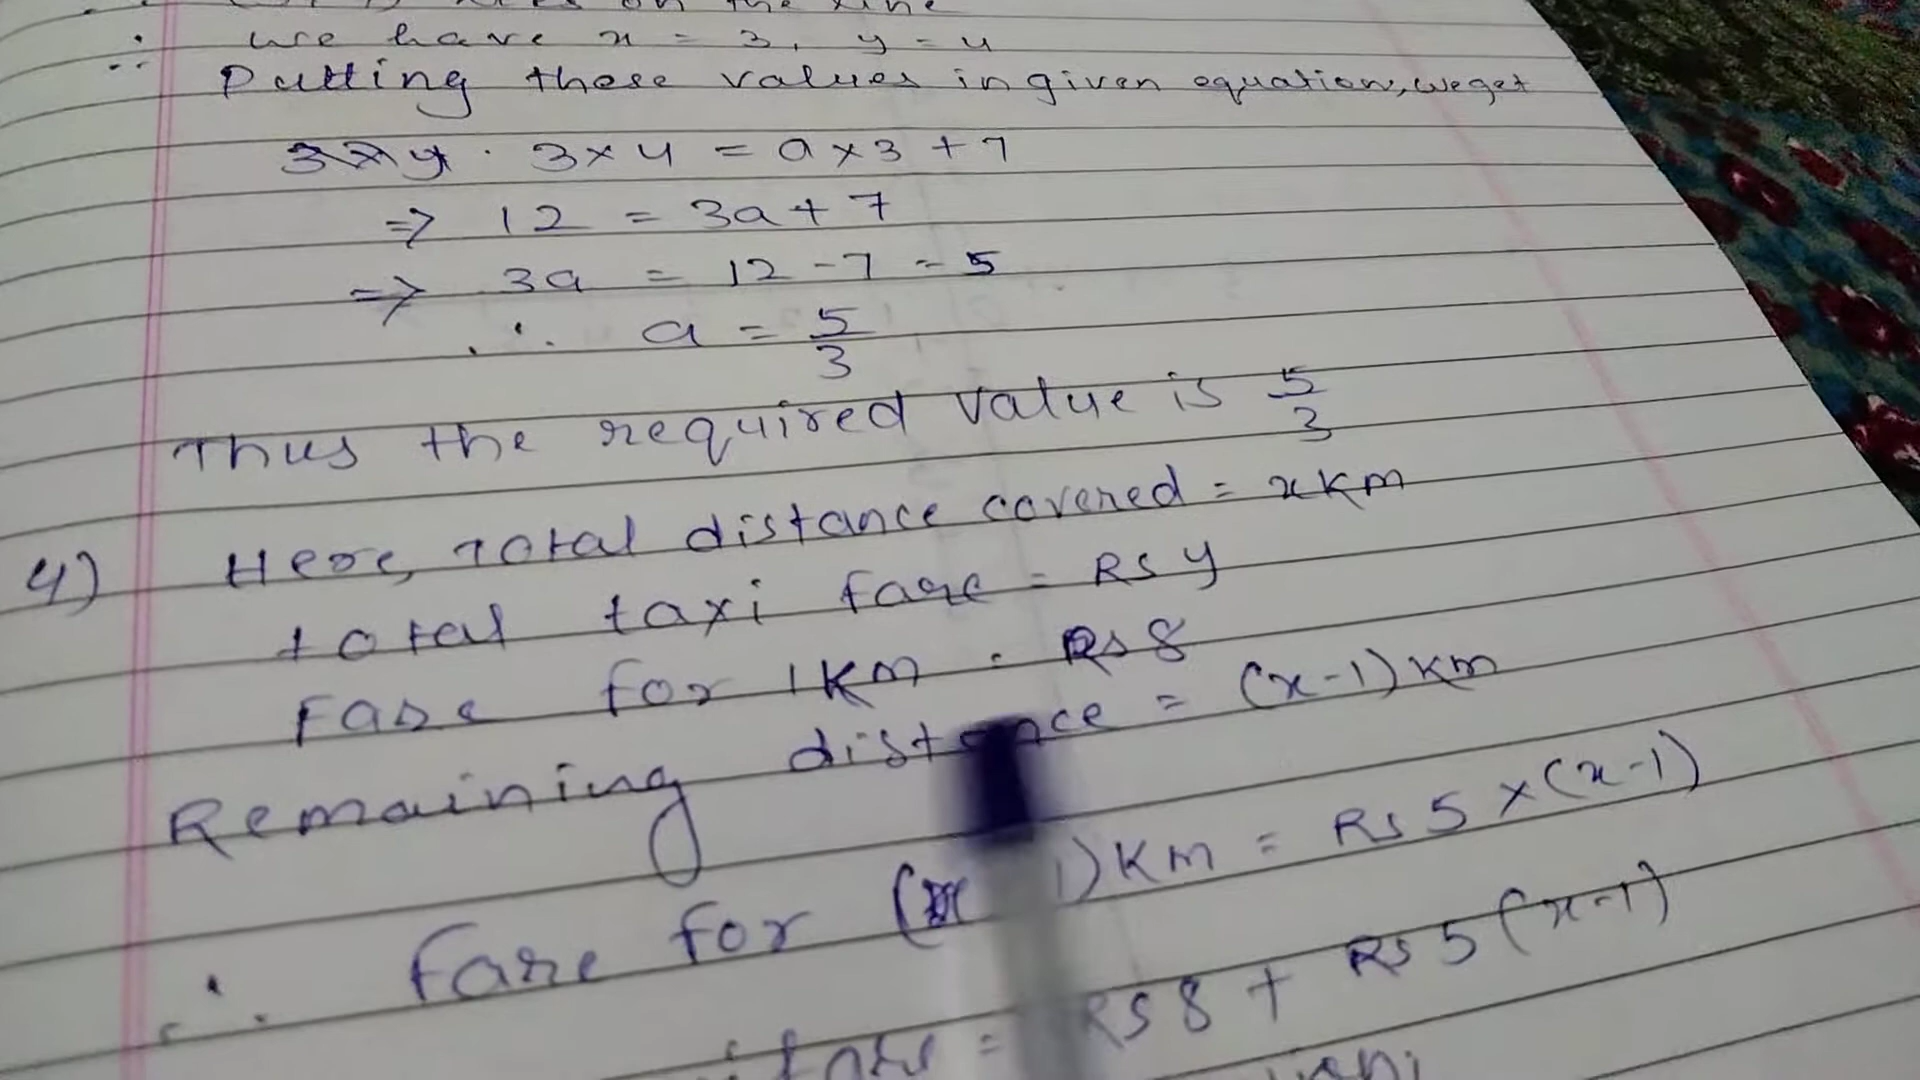 on the line
we have x = 3, y = 4
∴ Putting these values in given equation, we get
3 × 4 = a × 3 + 7
=> 12 = 3a + 7
=> 3a = 12 - 7 = 5
∴ a = 5/3
Thus the required value is 5/3
4) Here, total distance covered = x km
total taxi fare = Rs y
Fare for 1 km = Rs 8
Remaining distance = (x-1) km
∴ fare for (x 1) km = Rs 5 × (x-1)
= Rs 8 + Rs 5 (x-1)